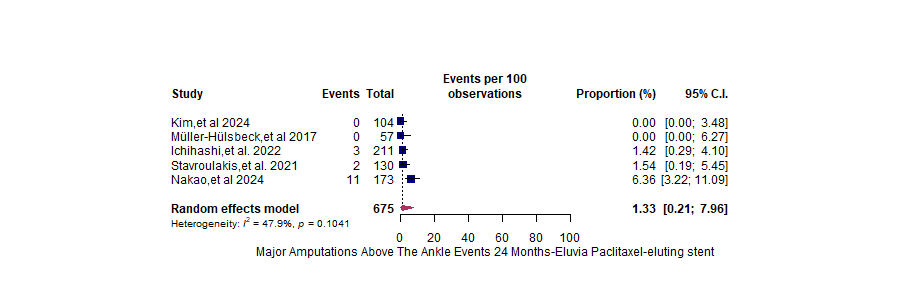 Events per 100
Study Events Total observations Proportion (%) 95% C.I.
Kim,et al 2024 0 104 0.00 [0.00; 3.48]
Müller-Hülsbeck,et al 2017 0 57 0.00 [0.00; 6.27]
Ichihashi,et al. 2022 3 211 1.42 [0.29; 4.10]
Stavroulakis,et al. 2021 2 130 1.54 [0.19; 5.45]
Nakao,et al 2024 11 173 6.36 [3.22; 11.09]
Random effects model 675 1.33 [0.21; 7.96]
Heterogeneity: I² = 47.9%, p = 0.1041
0 20 40 60 80 100
Major Amputations Above The Ankle Events 24 Months-Eluvia Paclitaxel-eluting stent